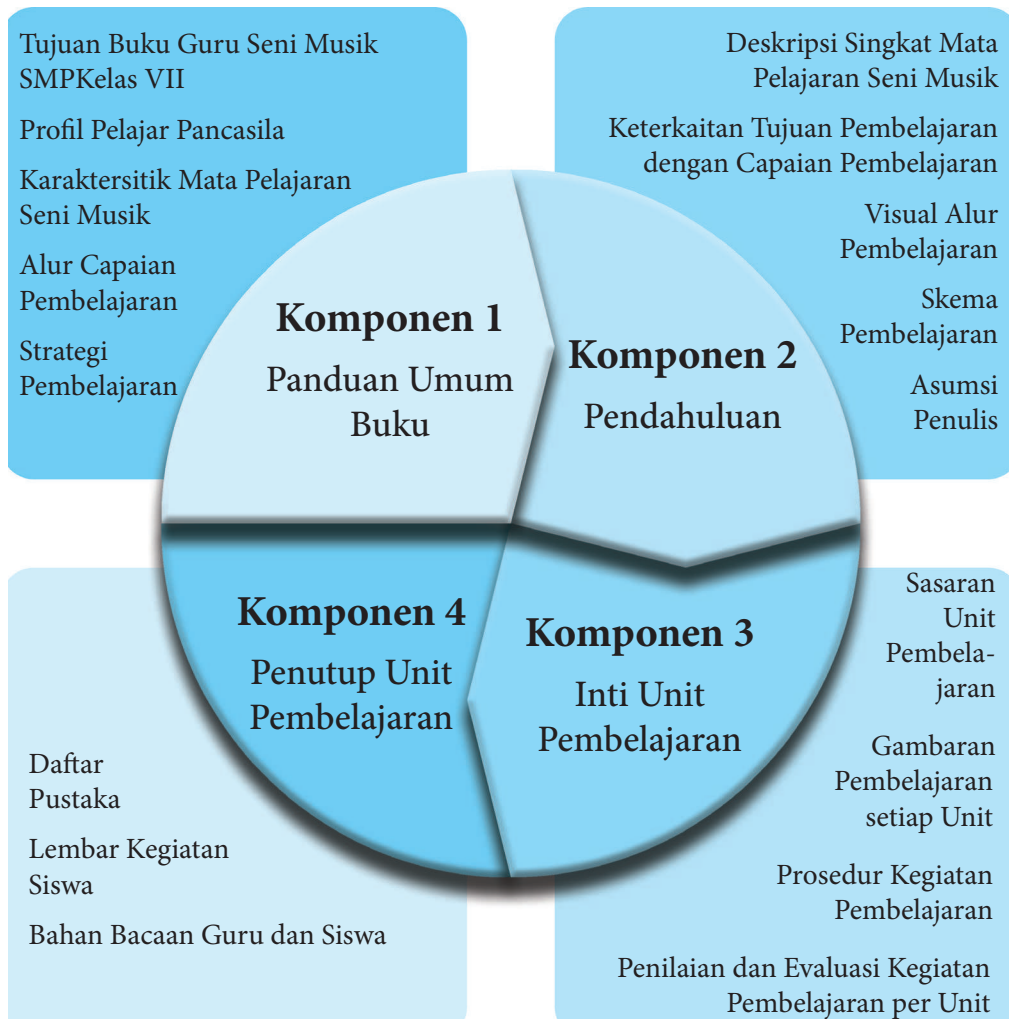 Tujuan Buku Guru Seni Musik
SMPKelas VII
Profil Pelajar Pancasila
Karaktersitik Mata Pelajaran
Seni Musik
Alur Capaian
Pembelajaran
Strategi
Pembelajaran
Komponen 1
Panduan Umum
Buku
Deskripsi Singkat Mata
Pelajaran Seni Musik
Keterkaitan Tujuan Pembelajaran
dengan Capaian Pembelajaran
Visual Alur
Pembelajaran
Skema
Pembelajaran
Asumsi
Penulis
Komponen 2
Pendahuluan
Komponen 3
Inti Unit
Pembelajaran
Sasaran
Unit
Pembela-
jaran
Gambaran
Pembelajaran
setiap Unit
Prosedur Kegiatan
Pembelajaran
Penilaian dan Evaluasi Kegiatan
Pembelajaran per Unit
Komponen 4
Penutup Unit
Pembelajaran
Daftar
Pustaka
Lembar Kegiatan
Siswa
Bahan Bacaan Guru dan Siswa